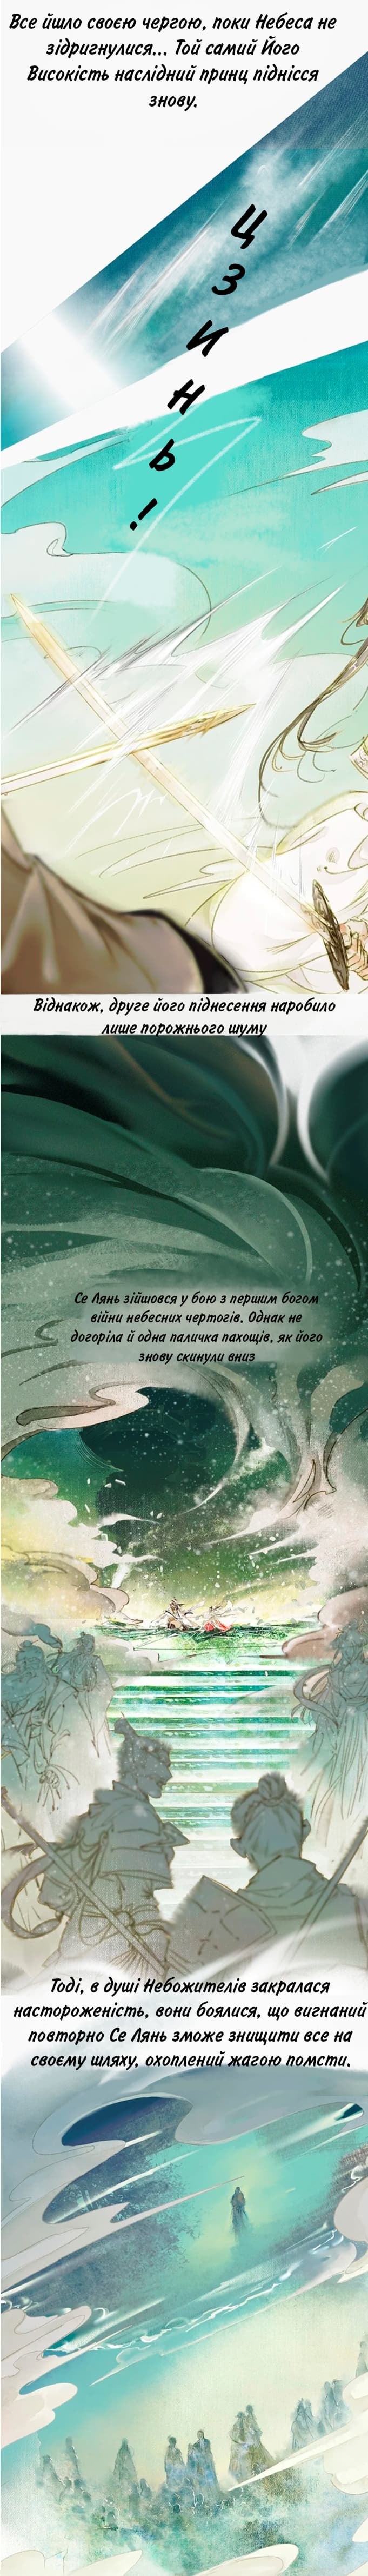 Все йшло своєю чергою, поки Небеса не
зідригнулися... Той самий Його
Високість наслідний принц піднісся
знову.
ЦЗИНЬ!
Віднакож, друге його піднесення наробило
лише порожнього шуму
Се Лянь зійшовся у бою з першим богом
війни небесних чертогів. Однак не
догоріла й одна паличка пахощів, як його
знову скинули вниз
Тоді, в душі Небожителів закралася
настороженість, вони боялися, що вигнаний
повторно Се Лянь зможе знищити все на
своєму шляху, охоплений жагою помсти.